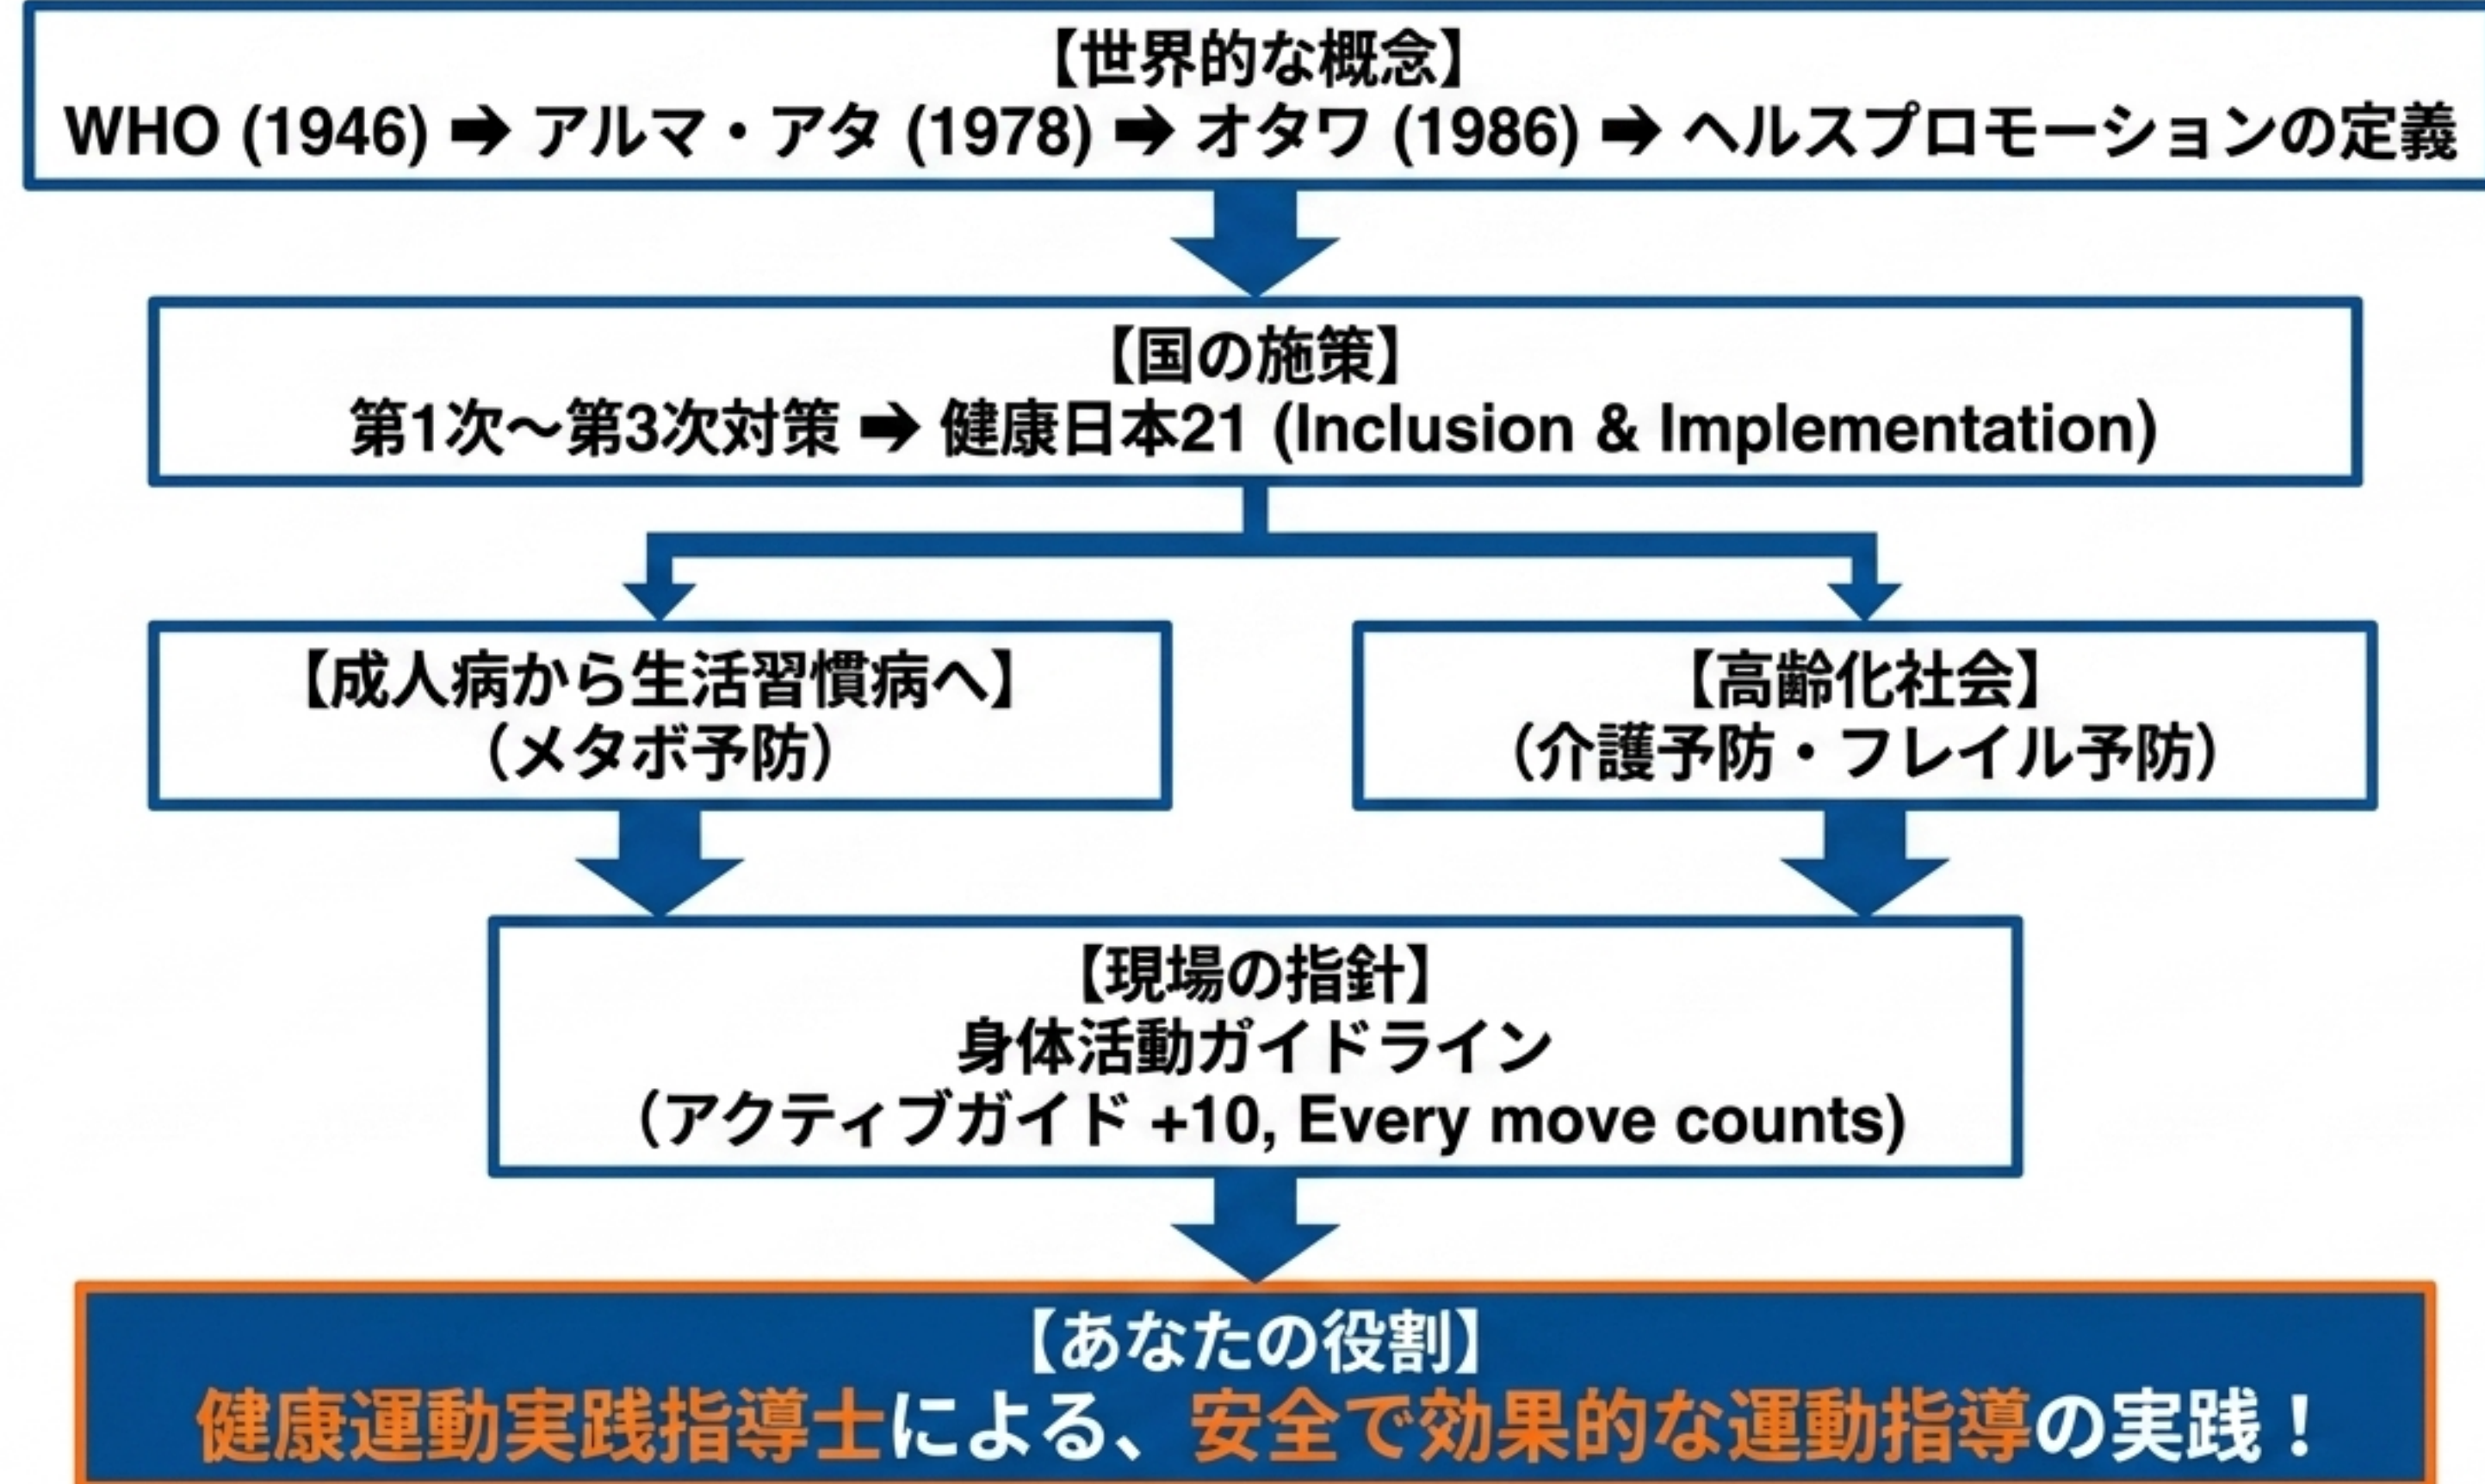 【世界的な概念】
WHO (1946) ➡ アルマ・アタ (1978) ➡ オタワ (1986) ➡ ヘルスプロモーションの定義
【国の施策】
第1次～第3次対策 ➡ 健康日本21 (Inclusion & Implementation)
【成人病から生活習慣病へ】
（メタボ予防）
【高齢化社会】
（介護予防・フレイル予防）
【現場の指針】
身体活動ガイドライン
（アクティブガイド +10, Every move counts)
【あなたの役割】
健康運動実践指導士による、安全で効果的な運動指導の実践！